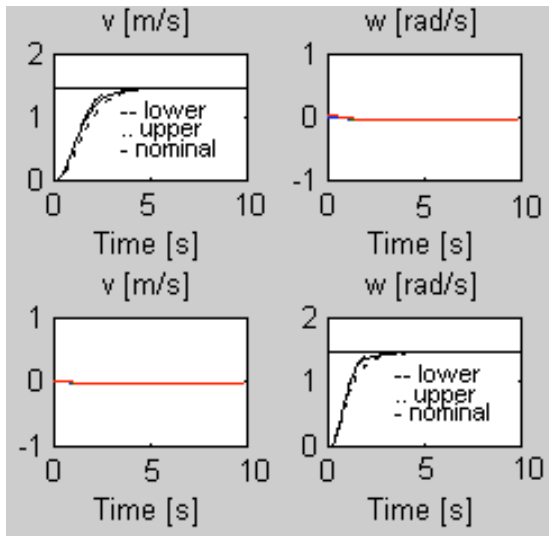 v [m/s]
w [rad/s]
2
1
0
-- lower
.. upper
- nominal
0
5
10
Time [s]
1
0
-1
0
5
10
Time [s]
v [m/s]
w [rad/s]
1
0
-1
0
5
10
Time [s]
2
1
0
-- lower
.. upper
- nominal
0
5
10
Time [s]